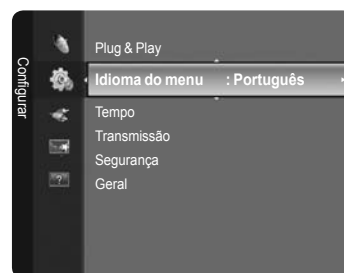 Configurar
Plug & Play
Idioma do menu : Português
Tempo
Transmissão
Segurança
Geral